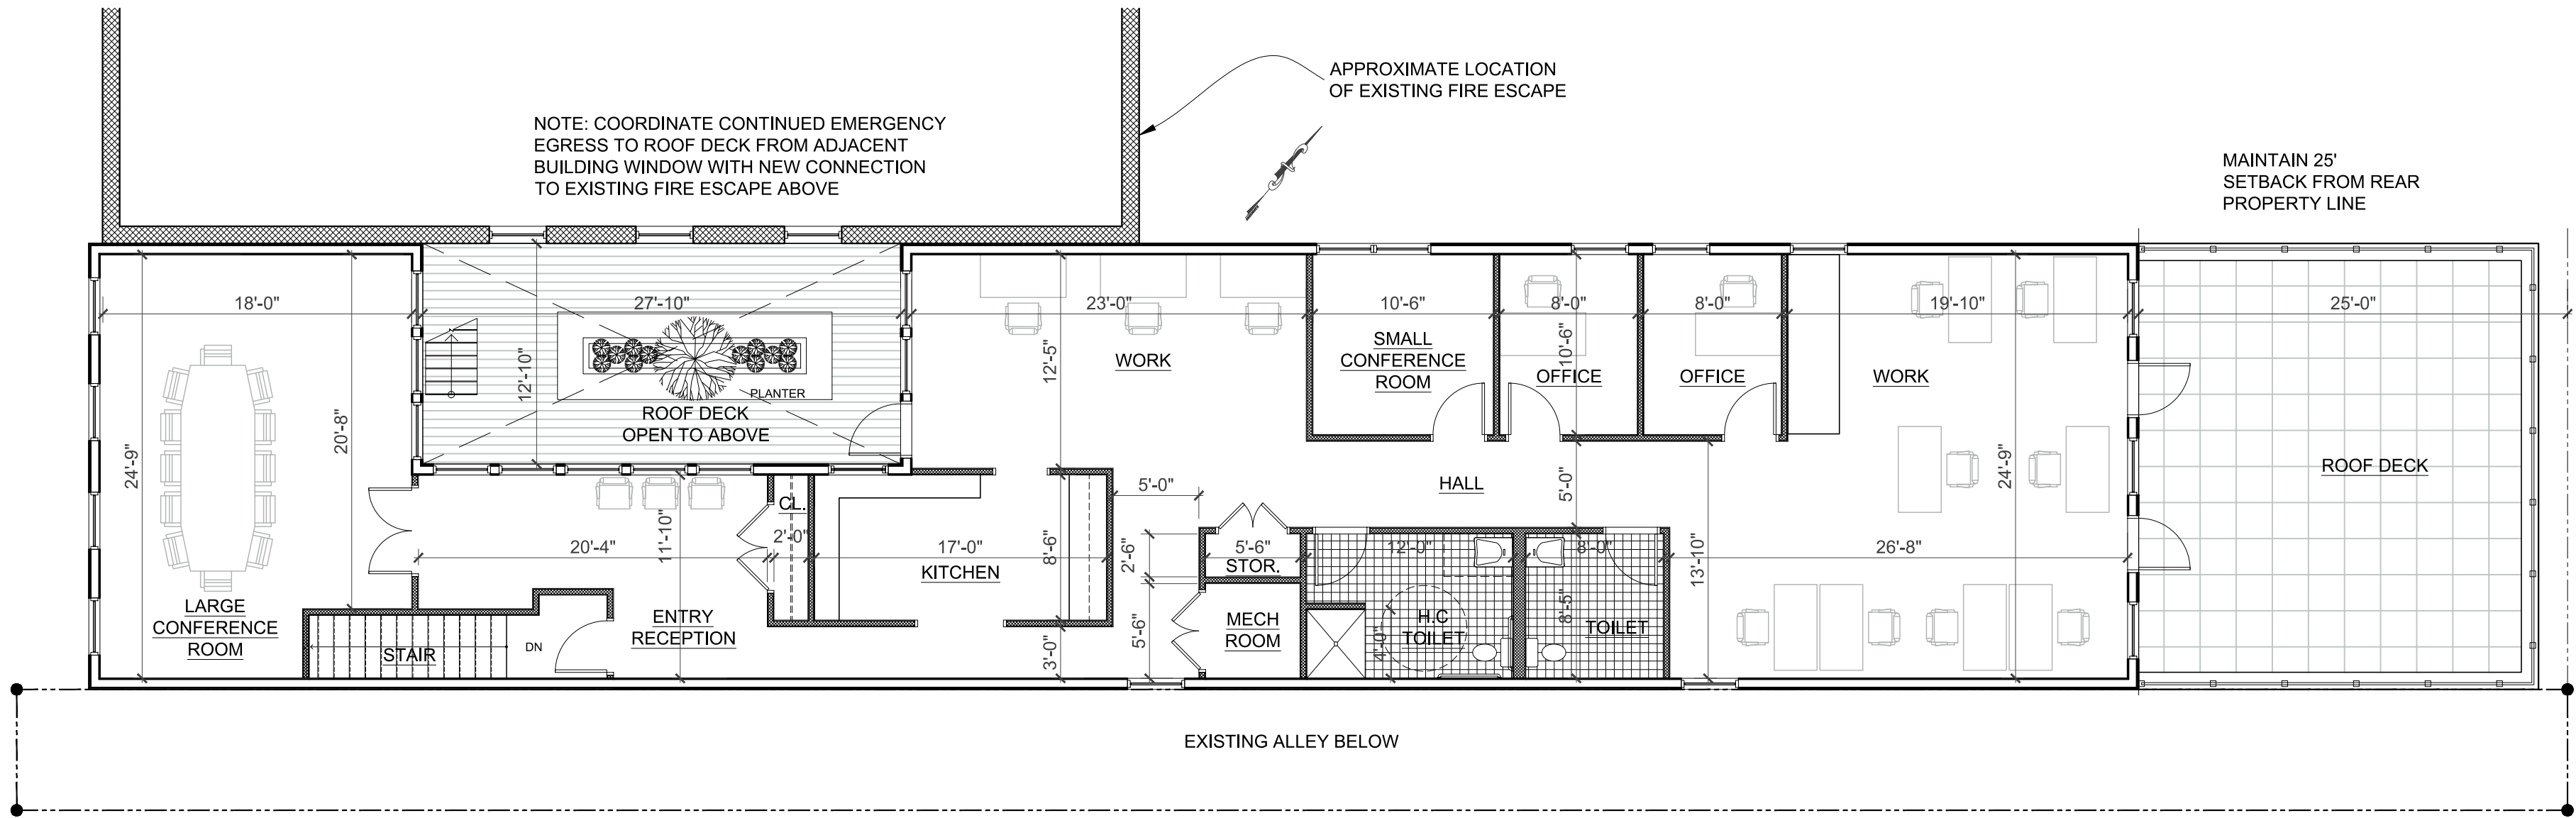 APPROXIMATE LOCATION
OF EXISTING FIRE ESCAPE
NOTE: COORDINATE CONTINUED EMERGENCY
EGRESS TO ROOF DECK FROM ADJACENT
BUILDING WINDOW WITH NEW CONNECTION
TO EXISTING FIRE ESCAPE ABOVE
MAINTAIN 25'
SETBACK FROM REAR
PROPERTY LINE
18'-0"
27'-10"
23'-0"
10'-6"
8'-0"
8'-0"
19'-10"
25'-0"
24'-9"
20'-8"
12'-10"
12'-5"
10'-6"
24'-9"
PLANTER
ROOF DECK
OPEN TO ABOVE
WORK
SMALL
CONFERENCE
ROOM
OFFICE
OFFICE
WORK
ROOF DECK
HALL
5'-0"
5'-0"
CL.
2'-0"
20'-4"
11'-10"
17'-0"
KITCHEN
8'-6"
3'-0"
2'-6"
5'-6"
5'-6"
STOR.
MECH
ROOM
12'-0"
H.C
TOILET
4'-0"
8'-0"
8'-5"
TOILET
13'-10"
26'-8"
LARGE
CONFERENCE
ROOM
STAIR
DN
ENTRY
RECEPTION
EXISTING ALLEY BELOW